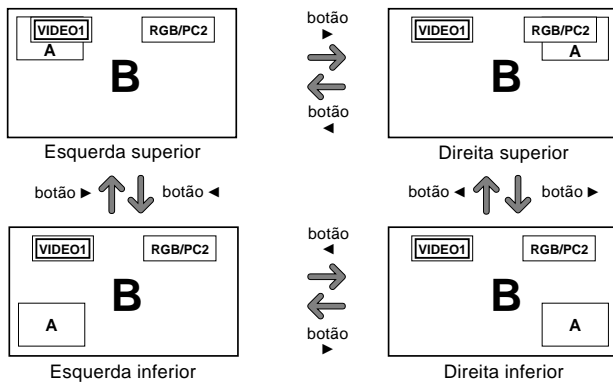 VIDEO1
RGB/PC2
A
B
Esquerda superior
botão
►
botão
◄
VIDEO1
RGB/PC2
A
B
Direita superior
botão ►
botão ◄
botão ◄
botão ►
VIDEO1
RGB/PC2
B
A
Esquerda inferior
botão
◄
botão
►
VIDEO1
RGB/PC2
B
A
Direita inferior